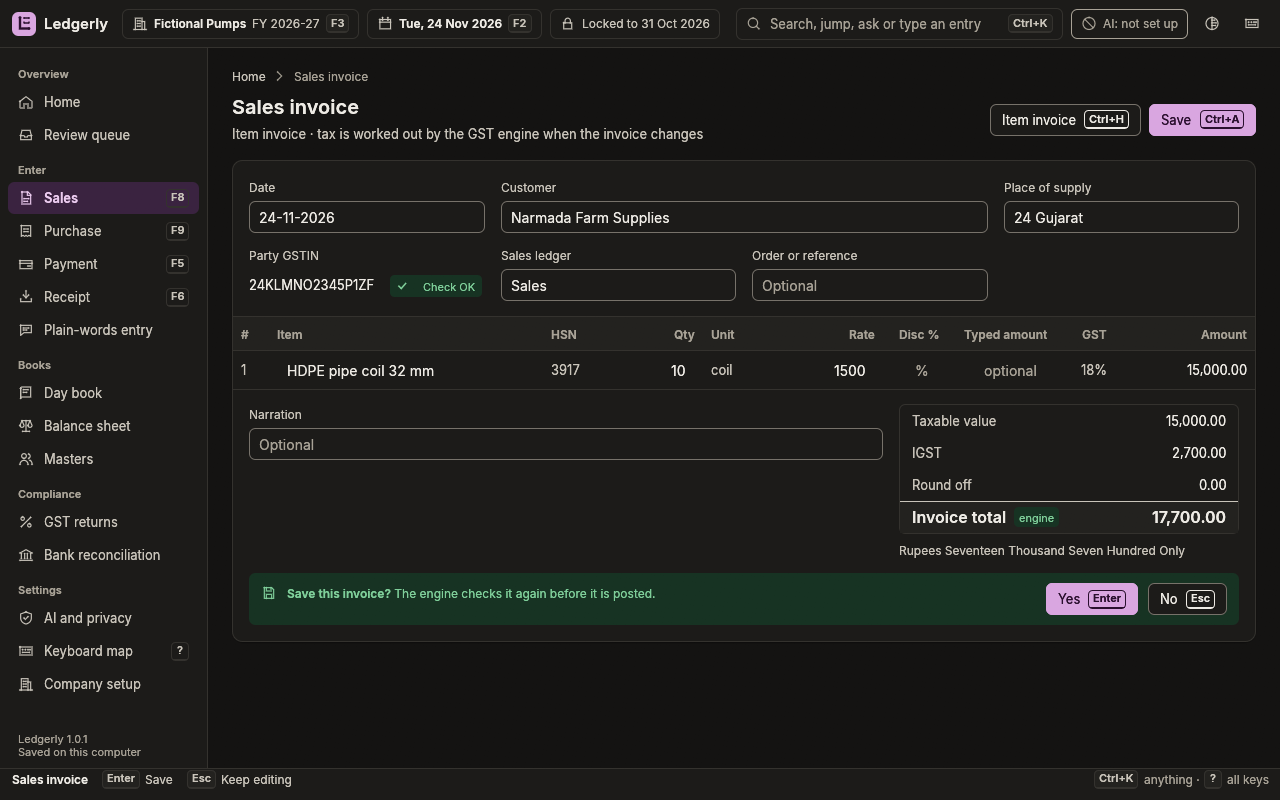 Ledgerly
Fictional Pumps FY 2026-27 F3
Tue, 24 Nov 2026 F2
Locked to 31 Oct 2026
Search, jump, ask or type an entry Ctrl+K
AI: not set up
Overview
Home
Review queue
Enter
Sales F8
Purchase F9
Payment F5
Receipt F6
Plain-words entry
Books
Day book
Balance sheet
Masters
Compliance
GST returns
Bank reconciliation
Settings
AI and privacy
Keyboard map ?
Company setup
Ledgerly 1.0.1
Saved on this computer
Home > Sales invoice
Sales invoice
Item invoice · tax is worked out by the GST engine when the invoice changes
Item invoice Ctrl+H
Save Ctrl+A
Date Customer Place of supply
24-11-2026 Narmada Farm Supplies 24 Gujarat
Party GSTIN Sales ledger Order or reference
24KLMNO2345P1ZF Check OK Sales Optional
# Item HSN Qty Unit Rate Disc % Typed amount GST Amount
1 HDPE pipe coil 32 mm 3917 10 coil 1500 % optional 18% 15,000.00
Narration
Optional
Taxable value 15,000.00
IGST 2,700.00
Round off 0.00
Invoice total engine 17,700.00
Rupees Seventeen Thousand Seven Hundred Only
Save this invoice? The engine checks it again before it is posted.
Yes Enter
No Esc
Sales invoice Enter Save Esc Keep editing
Ctrl+K anything · ? all keys